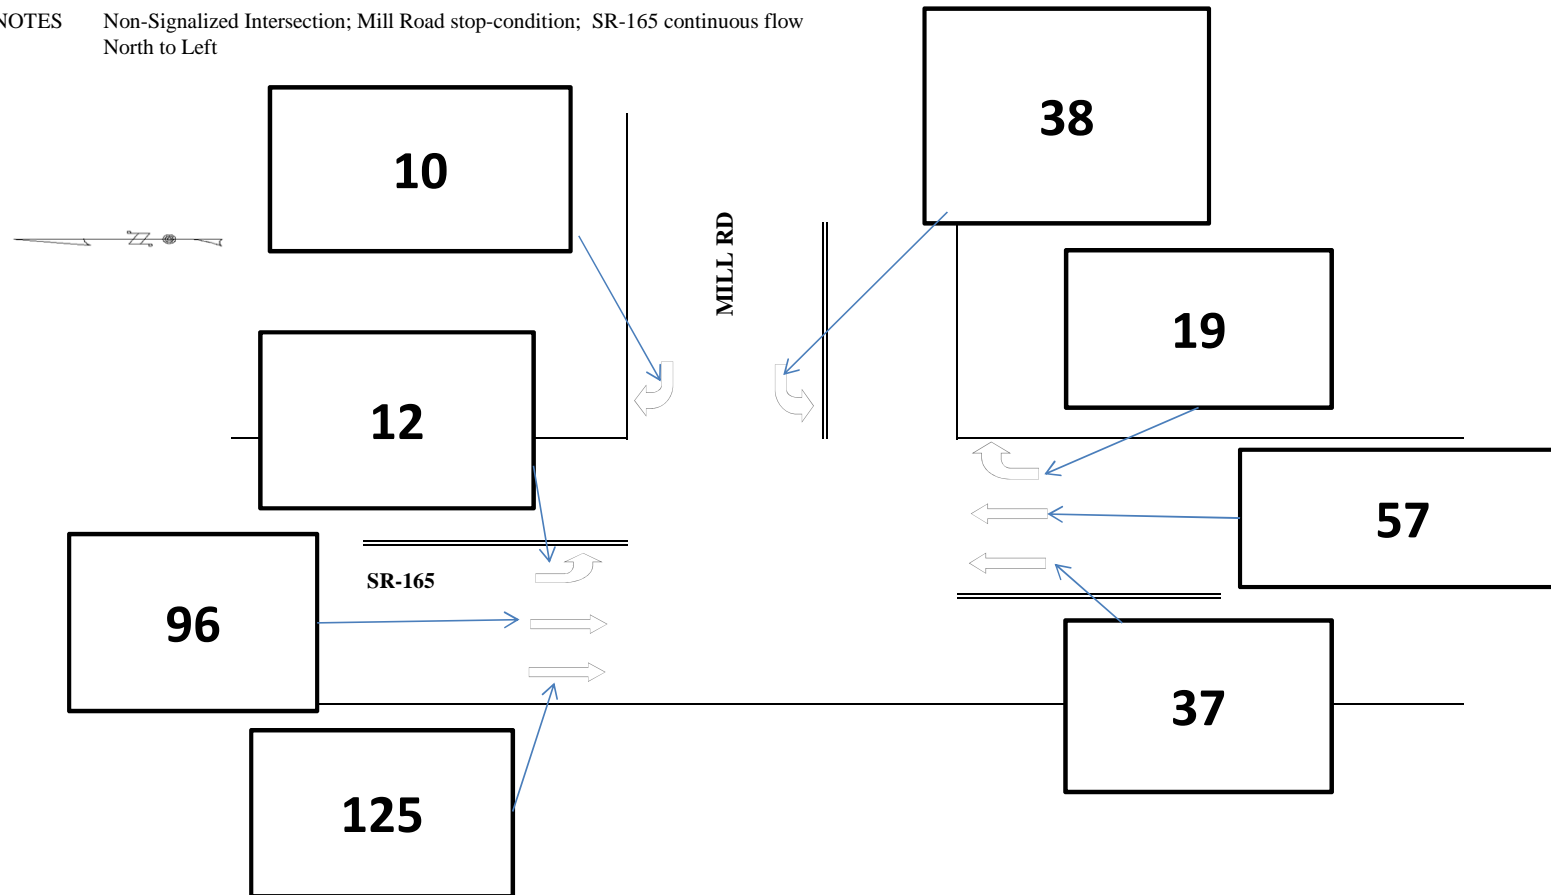 NOTES Non-Signalized Intersection; Mill Road stop-condition; SR-165 continuous flow
North to Left
38
10
MILL RD
19
12
57
SR-165
96
37
125